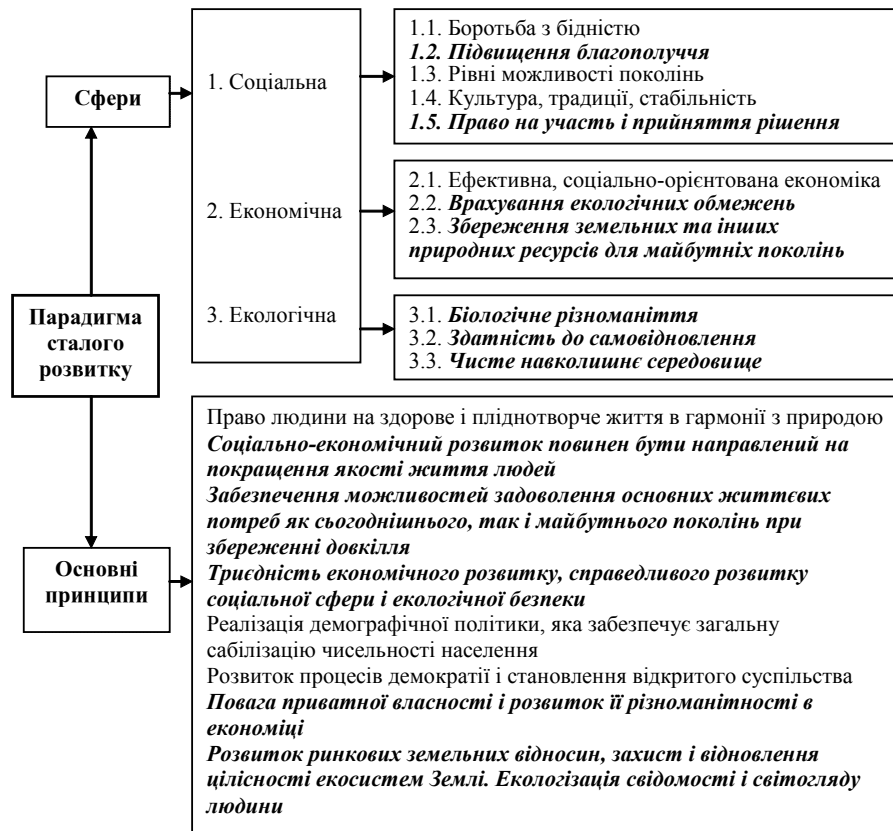 Парадигма
сталого
розвитку
Сфери
1. Соціальна
1.1. Боротьба з бідністю
1.2. Підвищення благополуччя
1.3. Рівні можливості поколінь
1.4. Культура, традиції, стабільність
1.5. Право на участь і прийняття рішення
2. Економічна
2.1. Ефективна, соціально-орієнтована економіка
2.2. Врахування екологічних обмежень
2.3. Збереження земельних та інших
природних ресурсів для майбутніх поколінь
3. Екологічна
3.1. Біологічне різноманіття
3.2. Здатність до самовідновлення
3.3. Чисте навколишнє середовище
Основні
принципи
Право людини на здорове і пліднотворче життя в гармонії з природою
Соціально-економічний розвиток повинен бути направлений на
покращення якості життя людей
Забезпечення можливостей задоволення основних життєвих
потреб як сьогоднішнього, так і майбутнього поколінь при
збереженні довкілля
Триєдність економічного розвитку, справедливого розвитку
соціальної сфери і екологічної безпеки
Реалізація демографічної політики, яка забезпечує загальну
сабілізацію чисельності населення
Розвиток процесів демократії і становлення відкритого суспільства
Повага приватної власності і розвиток її різноманітності в
економіці
Розвиток ринкових земельних відносин, захист і відновлення
цілісності екосистем Землі. Екологізація свідомості і світогляду
людини